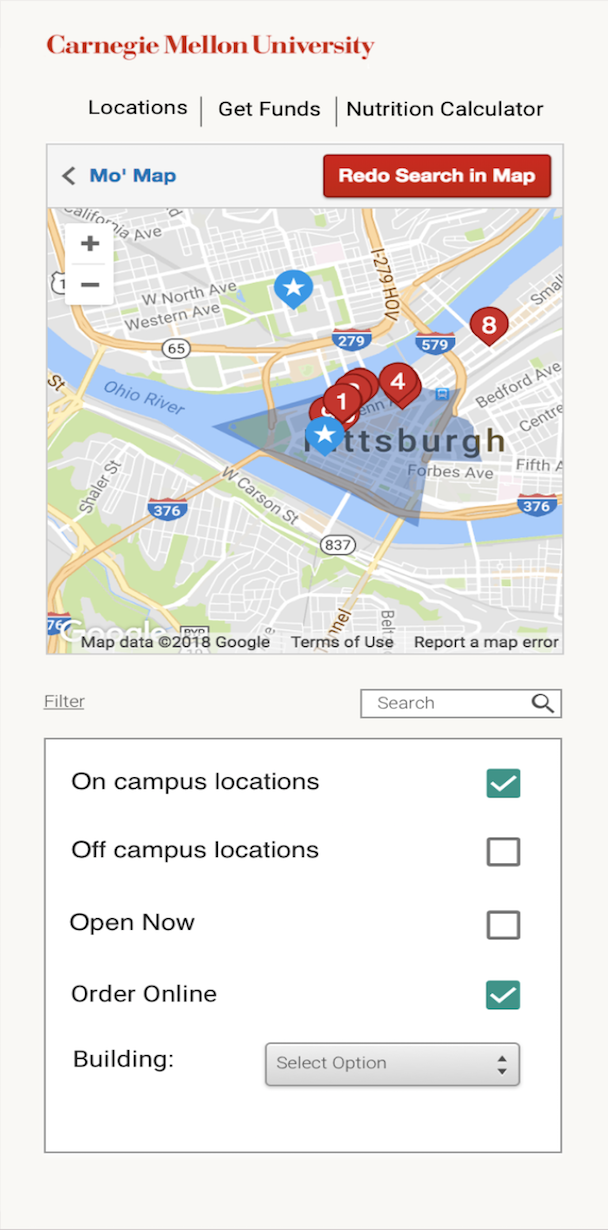 Carnegie Mellon University
Locations
Get Funds
Nutrition Calculator
Mo' Map
Redo Search in Map
California Ave
+
W North Ave
Western Ave
I-279 HOV
Small
8
65
279
579
4
Bedford Ave
St
Ohio River
1
Centre
ttsburgh
Fifth A
Forbes Ave
Shaler St
W Carson St
376
376
837
Google
Map data ©2018 Google
Terms of Use
Report a map error
Filter
Search
On campus locations
Off campus locations
Open Now
Order Online
Building:
Select Option